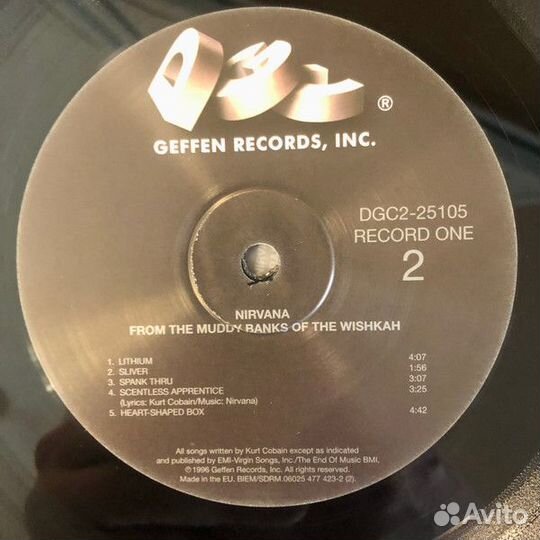 DGC
®
GEFFEN RECORDS, INC.
DGC2-25105
RECORD ONE
2
NIRVANA
FROM THE MUDDY BANKS OF THE WISHKAH
1. LITHIUM 4:07
2. SLIVER 1:56
3. SPANK THRU 3:07
4. SCENTLESS APPRENTICE 3:25
(Lyrics: Kurt Cobain/Music: Nirvana)
5. HEART-SHAPED BOX 4:42
All songs written by Kurt Cobain except as indicated
and published by EMI-Virgin Songs, Inc./The End Of Music BMI.
©1996 Geffen Records, Inc. All rights reserved.
Made in the EU. BIEM/SDRM. 06025 477 423-2 (2).
Avito